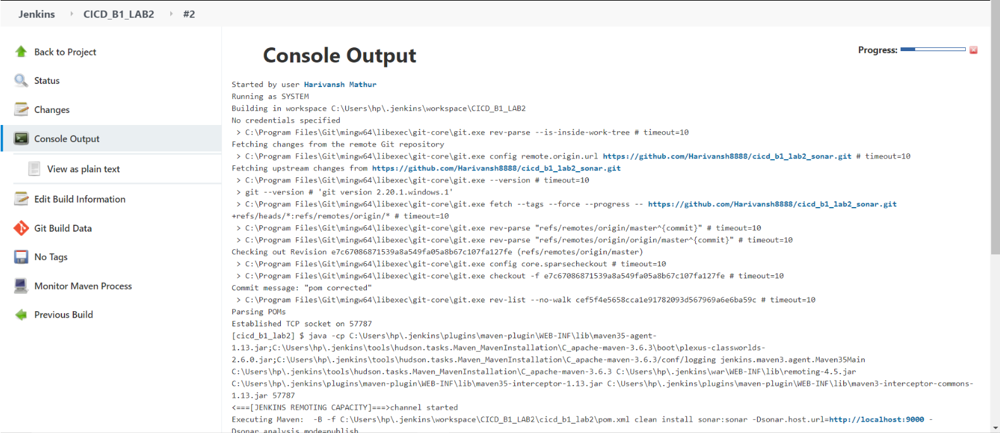 Jenkins CICD_B1_LAB2 #2
Back to Project
Status
Changes
Console Output
View as plain text
Edit Build Information
Git Build Data
No Tags
Monitor Maven Process
Previous Build
Console Output
Progress:
Started by user Harivansh Mathur
Running as SYSTEM
Building in workspace C:\Users\hp\.jenkins\workspace\CICD_B1_LAB2
No credentials specified
> C:\Program Files\Git\mingw64\libexec\git-core\git.exe rev-parse --is-inside-work-tree # timeout=10
Fetching changes from the remote Git repository
> C:\Program Files\Git\mingw64\libexec\git-core\git.exe config remote.origin.url https://github.com/Harivansh8888/cicd_b1_lab2_sonar.git # timeout=10
Fetching upstream changes from https://github.com/Harivansh8888/cicd_b1_lab2_sonar.git
> C:\Program Files\Git\mingw64\libexec\git-core\git.exe --version # timeout=10
> git --version # 'git version 2.20.1.windows.1'
> C:\Program Files\Git\mingw64\libexec\git-core\git.exe fetch --tags --force --progress -- https://github.com/Harivansh8888/cicd_b1_lab2_sonar.git
+refs/heads/*:refs/remotes/origin/* # timeout=10
> C:\Program Files\Git\mingw64\libexec\git-core\git.exe rev-parse "refs/remotes/origin/master^{commit}" # timeout=10
> C:\Program Files\Git\mingw64\libexec\git-core\git.exe rev-parse "refs/remotes/origin/origin/master^{commit}" # timeout=10
Checking out Revision e7c67086871539a8a549fa05a8b67c107fa127fe (refs/remotes/origin/master)
> C:\Program Files\Git\mingw64\libexec\git-core\git.exe config core.sparsecheckout # timeout=10
> C:\Program Files\Git\mingw64\libexec\git-core\git.exe checkout -f e7c67086871539a8a549fa05a8b67c107fa127fe # timeout=10
Commit message: "pom corrected"
> C:\Program Files\Git\mingw64\libexec\git-core\git.exe rev-list --no-walk cef5f4e5658cca1e91782093d567969a6e6ba59c # timeout=10
Parsing POMs
Established TCP socket on 57787
[cicd_b1_lab2] $ java -cp C:\Users\hp\.jenkins\plugins\maven-plugin\WEB-INF\lib\maven35-agent-
1.13.jar;C:\Users\hp\.jenkins\tools\hudson.tasks.Maven_MavenInstallation\C_apache-maven-3.6.3\boot\plexus-classworlds-
2.6.0.jar;C:\Users\hp\.jenkins\tools\hudson.tasks.Maven_MavenInstallation\C_apache-maven-3.6.3/conf/logging jenkins.maven3.agent.Maven35Main
C:\Users\hp\.jenkins\tools\hudson.tasks.Maven_MavenInstallation\C_apache-maven-3.6.3 C:\Users\hp\.jenkins\war\WEB-INF\lib\remoting-4.5.jar
C:\Users\hp\.jenkins\plugins\maven-plugin\WEB-INF\lib\maven35-interceptor-1.13.jar C:\Users\hp\.jenkins\plugins\maven-plugin\WEB-INF\lib\maven3-interceptor-commons-
1.13.jar 57787
<===[JENKINS REMOTING CAPACITY]===>channel started
Executing Maven:  -B -f C:\Users\hp\.jenkins\workspace\CICD_B1_LAB2\cicd_b1_lab2\pom.xml clean install sonar:sonar -Dsonar.host.url=http://localhost:9000 -
Dsonar.analysis.mode=publish